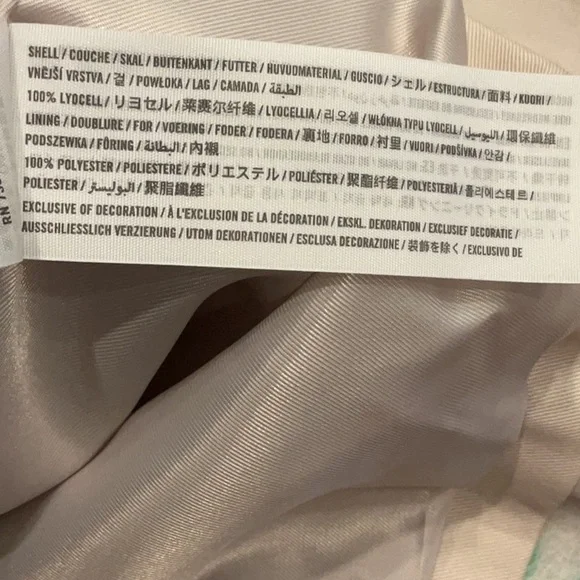 SHELL / COUCHE / SKAL / BUITENKANT / FUTTER / HUVUDMATERIAL / GUSCIO / シェル / ESTRUCTURA / 面料 / KUORI /
VNĚJŠÍ VRSTVA / 겉 / POWŁOKA / LAG / CAMADA / الطبقة /
100% LYOCELL / リヨセル / 莱赛尔纤维 / LYOCELLIA / 리오셀 / WŁÓKNA TYPU LYOCELL / اليوسيل / 環保纖維
LINING / DOUBLURE / FOR / VOERING / FODER / FODERA / 裏地 / FORRO / 衬里 / VUORI / PODŠÍVKA / 안감 /
PODSZEWKA / FÔRING / البطانة / 內襯
100% POLYESTER / POLIESTERE / ポリエステル / POLIÉSTER / 聚酯纤维 / POLYESTERIÄ / 폴리에스테르 /
POLIESTER / البوليستر / 聚脂纖維
EXCLUSIVE OF DECORATION / À L'EXCLUSION DE LA DÉCORATION / EKSKL. DEKORATION / EXCLUSIEF DECORATIE /
AUSSCHLIESSLICH VERZIERUNG / UTOM DEKORATIONEN / ESCLUSA DECORAZIONE / 装飾を除く / EXCLUSIVO DE
RN